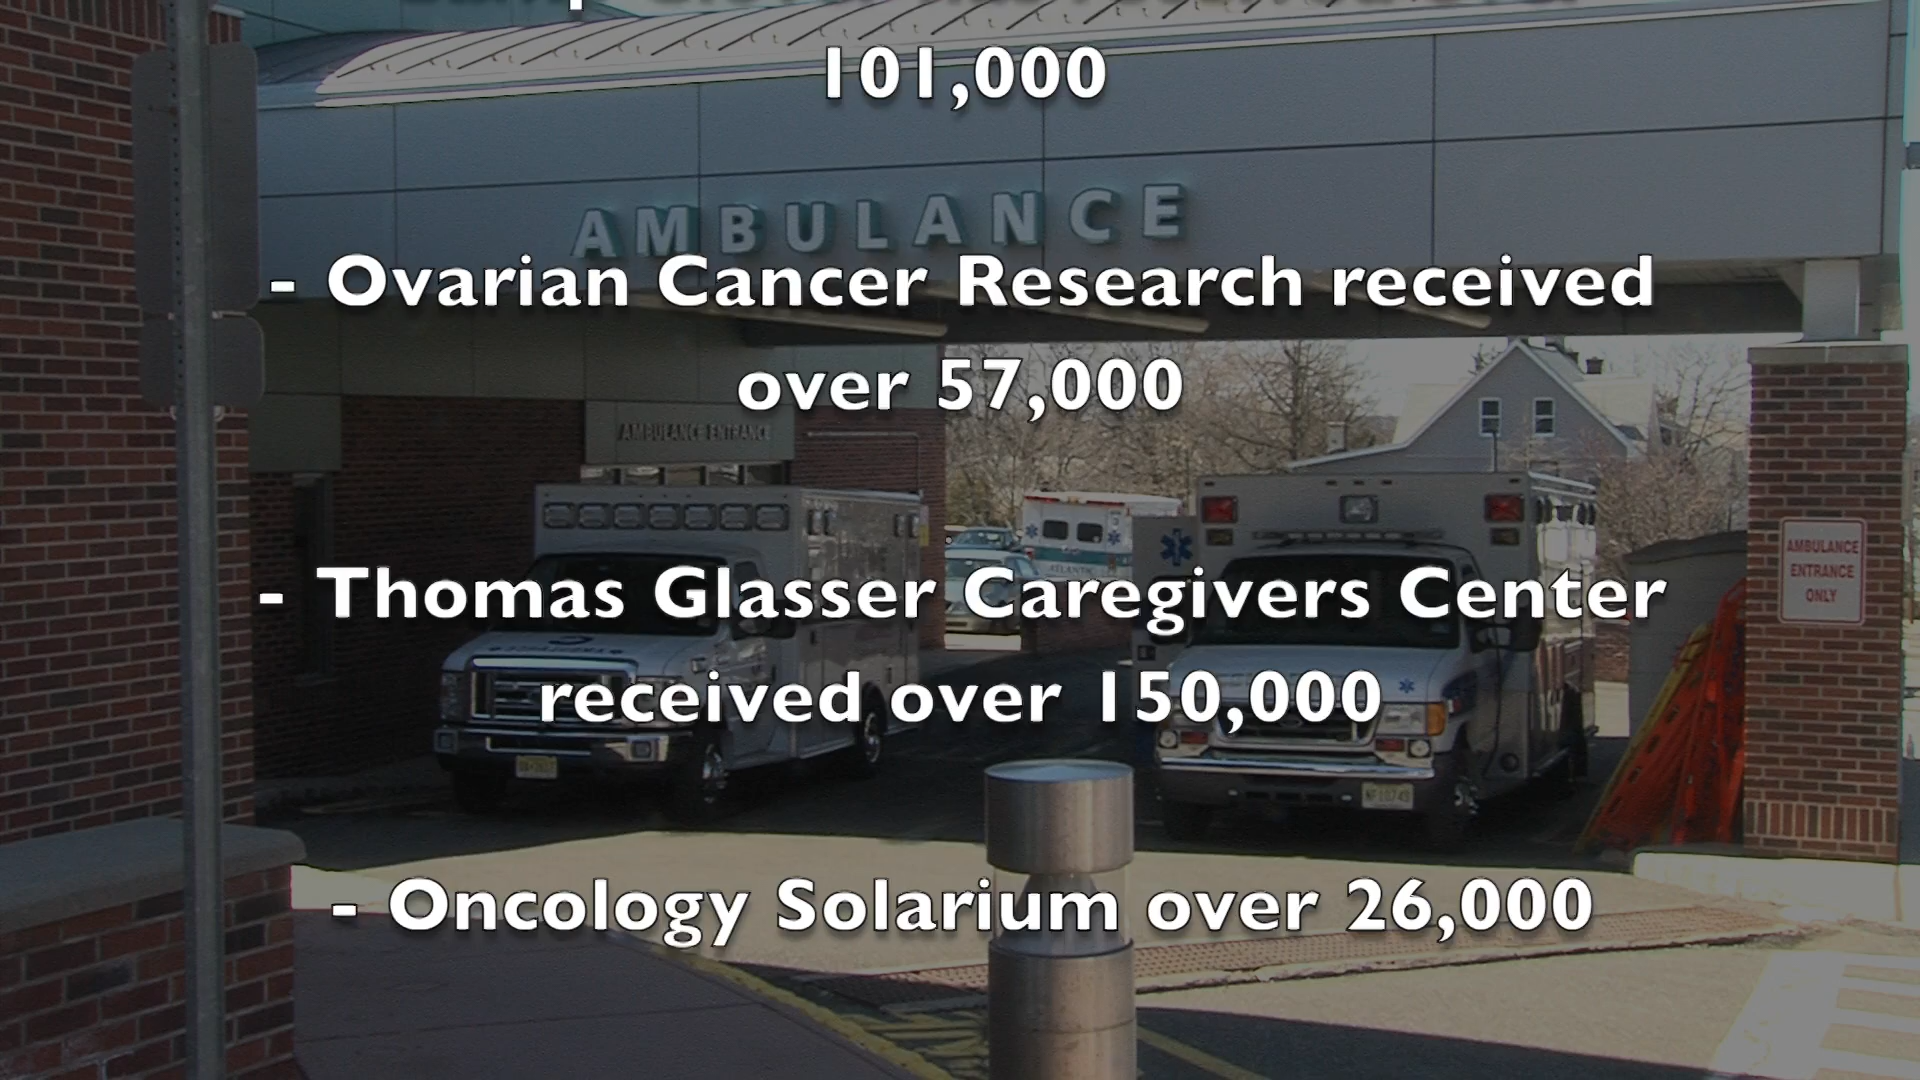 101,000
AMBULANCE
- Ovarian Cancer Research received
over 57,000
AMBULANCE ENTRANCE
- Thomas Glasser Caregivers Center
received over 150,000
- Oncology Solarium over 26,000
AMBULANCE
ENTRANCE
ONLY
ATLANTIC